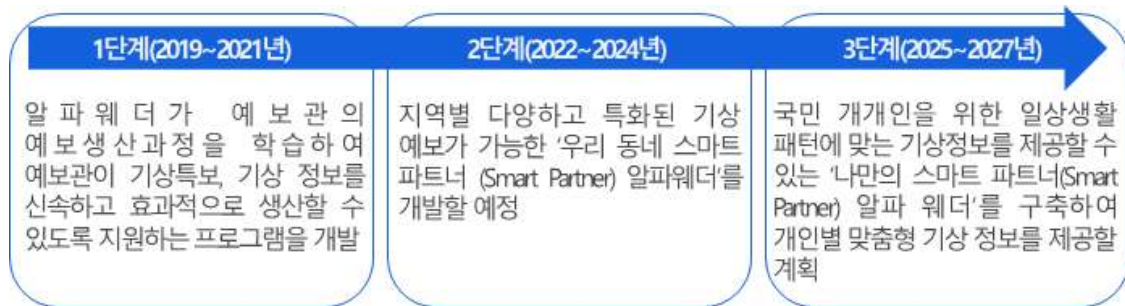 1단계(2019~2021년)
2단계(2022~2024년)
3단계(2025~2027년)
알파웨더가 예보관의
예보생산과정을 학습하여
예보관이 기상특보, 기상 정보를
신속하고 효과적으로 생산할 수
있도록 지원하는 프로그램을 개발
지역별 다양하고 특화된 기상
예보가 가능한 '우리 동네 스마트
파트너 (Smart Partner) 알파웨더'를
개발할 예정
국민 개개인을 위한 일상생활
패턴에 맞는 기상정보를 제공할 수
있는 '나만의 스마트 파트너(Smart
Partner) 알파 웨더'를 구축하여
개인별 맞춤형 기상 정보를 제공할
계획